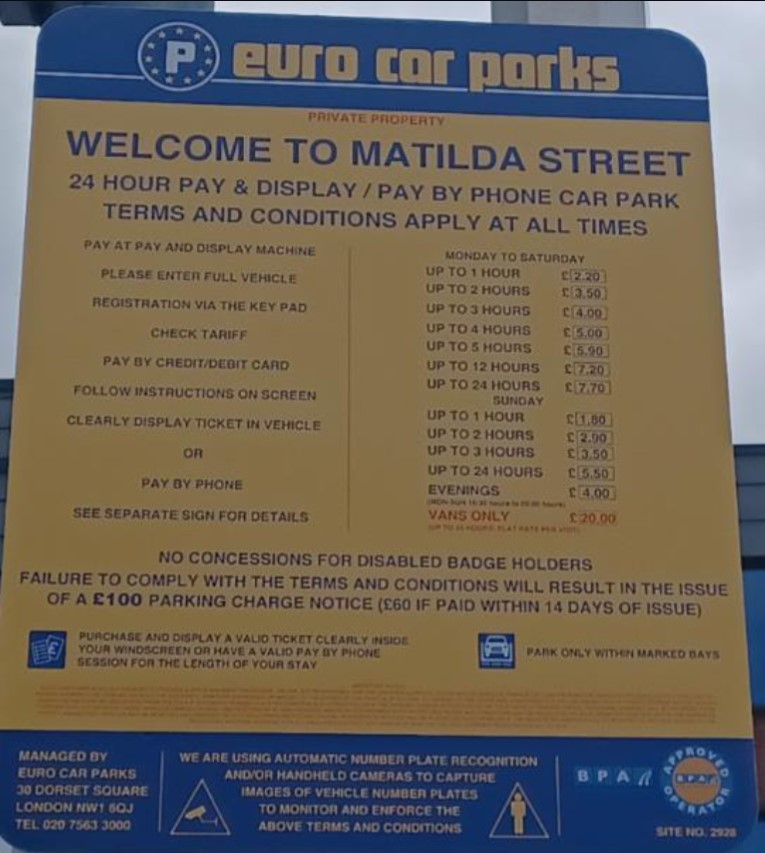 P euro car parks
PRIVATE PROPERTY
WELCOME TO MATILDA STREET
24 HOUR PAY & DISPLAY / PAY BY PHONE CAR PARK
TERMS AND CONDITIONS APPLY AT ALL TIMES
PAY AT PAY AND DISPLAY MACHINE
PLEASE ENTER FULL VEHICLE
REGISTRATION VIA THE KEY PAD
CHECK TARIFF
PAY BY CREDIT/DEBIT CARD
FOLLOW INSTRUCTIONS ON SCREEN
CLEARLY DISPLAY TICKET IN VEHICLE
OR
PAY BY PHONE
SEE SEPARATE SIGN FOR DETAILS
MONDAY TO SATURDAY
UP TO 1 HOUR £2.20
UP TO 2 HOURS £3.50
UP TO 3 HOURS £4.00
UP TO 4 HOURS £5.00
UP TO 5 HOURS £5.90
UP TO 12 HOURS £7.20
UP TO 24 HOURS £7.70
SUNDAY
UP TO 1 HOUR £1.80
UP TO 2 HOURS £2.90
UP TO 3 HOURS £3.50
UP TO 24 HOURS £5.50
EVENINGS £4.00
VANS ONLY £20.00
NO CONCESSIONS FOR DISABLED BADGE HOLDERS
FAILURE TO COMPLY WITH THE TERMS AND CONDITIONS WILL RESULT IN THE ISSUE
OF A £100 PARKING CHARGE NOTICE (£60 IF PAID WITHIN 14 DAYS OF ISSUE)
PURCHASE AND DISPLAY A VALID TICKET CLEARLY INSIDE
YOUR WINDSCREEN OR HAVE A VALID PAY BY PHONE
SESSION FOR THE LENGTH OF YOUR STAY
PARK ONLY WITHIN MARKED BAYS
MANAGED BY
EURO CAR PARKS
30 DORSET SQUARE
LONDON NW1 6QJ
TEL 020 7563 3000
WE ARE USING AUTOMATIC NUMBER PLATE RECOGNITION
AND/OR HANDHELD CAMERAS TO CAPTURE
IMAGES OF VEHICLE NUMBER PLATES
TO MONITOR AND ENFORCE THE
ABOVE TERMS AND CONDITIONS
BPA
APPROVED
BPA
OPERATOR
SITE NO. 2928